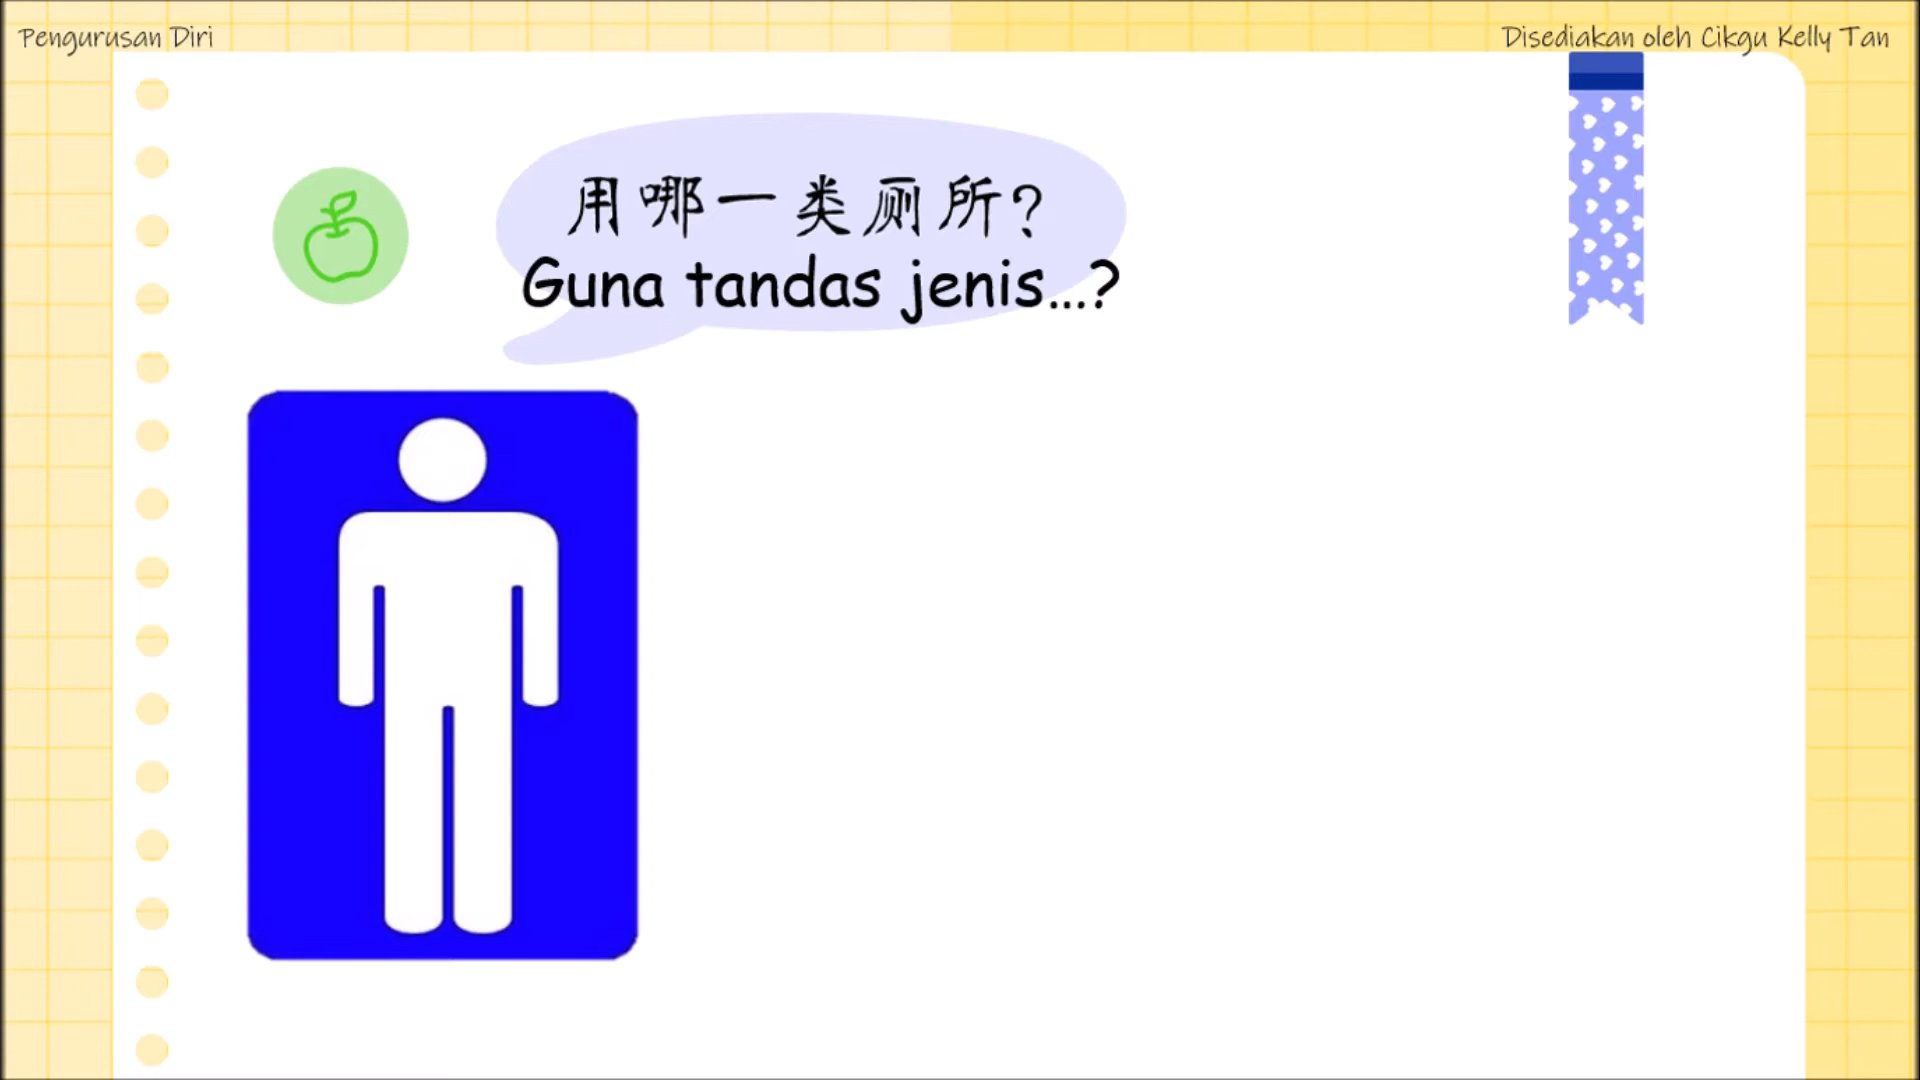 Pengurusan Diri
Disediakan oleh Cikgu Kelly Tan
用哪一类厕所?
Guna tandas jenis...?